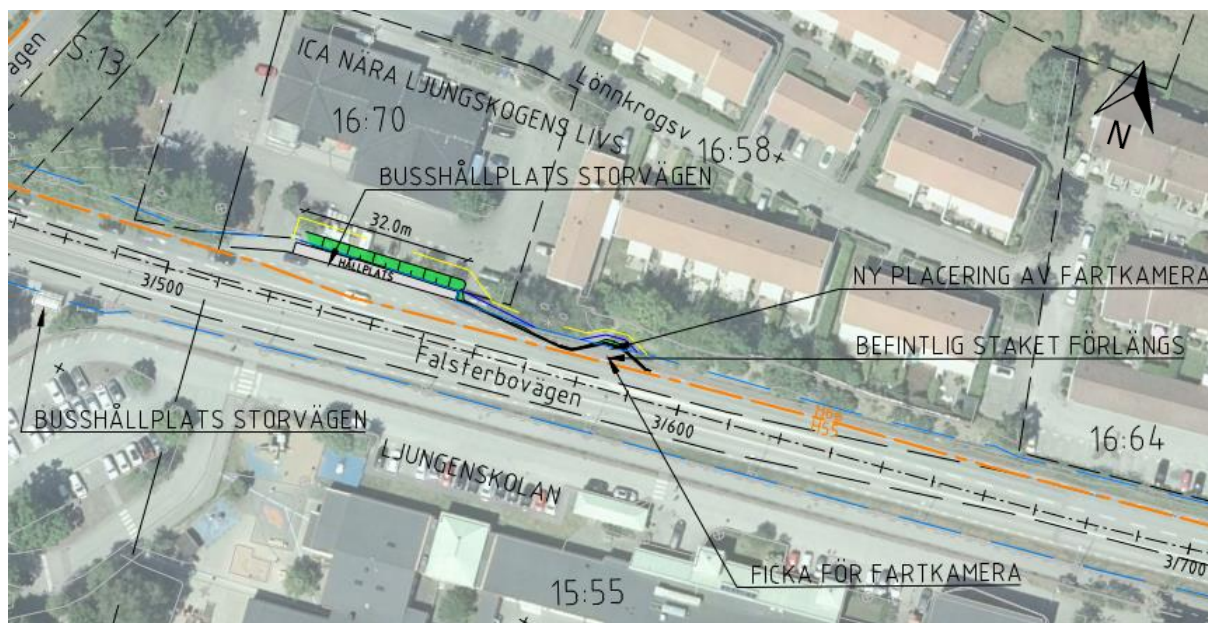 agen
S:13
ICA NÄRA LJUNGSKOGENS LIVS
16:70
Lönnkrogsv
16:58
BUSSHÅLLPLATS STORVÄGEN
N
32.0m
HÅLLPLATS
3/500
NY PLACERING AV FARTKAMERA
BEFINTLIG STAKET FÖRLÄNGS
Falsterbovägen
BUSSHÅLLPLATS STORVÄGEN
3/600
16:64
LJUNGENSKOLAN
3/700
FICKA FÖR FARTKAMERA
15:55